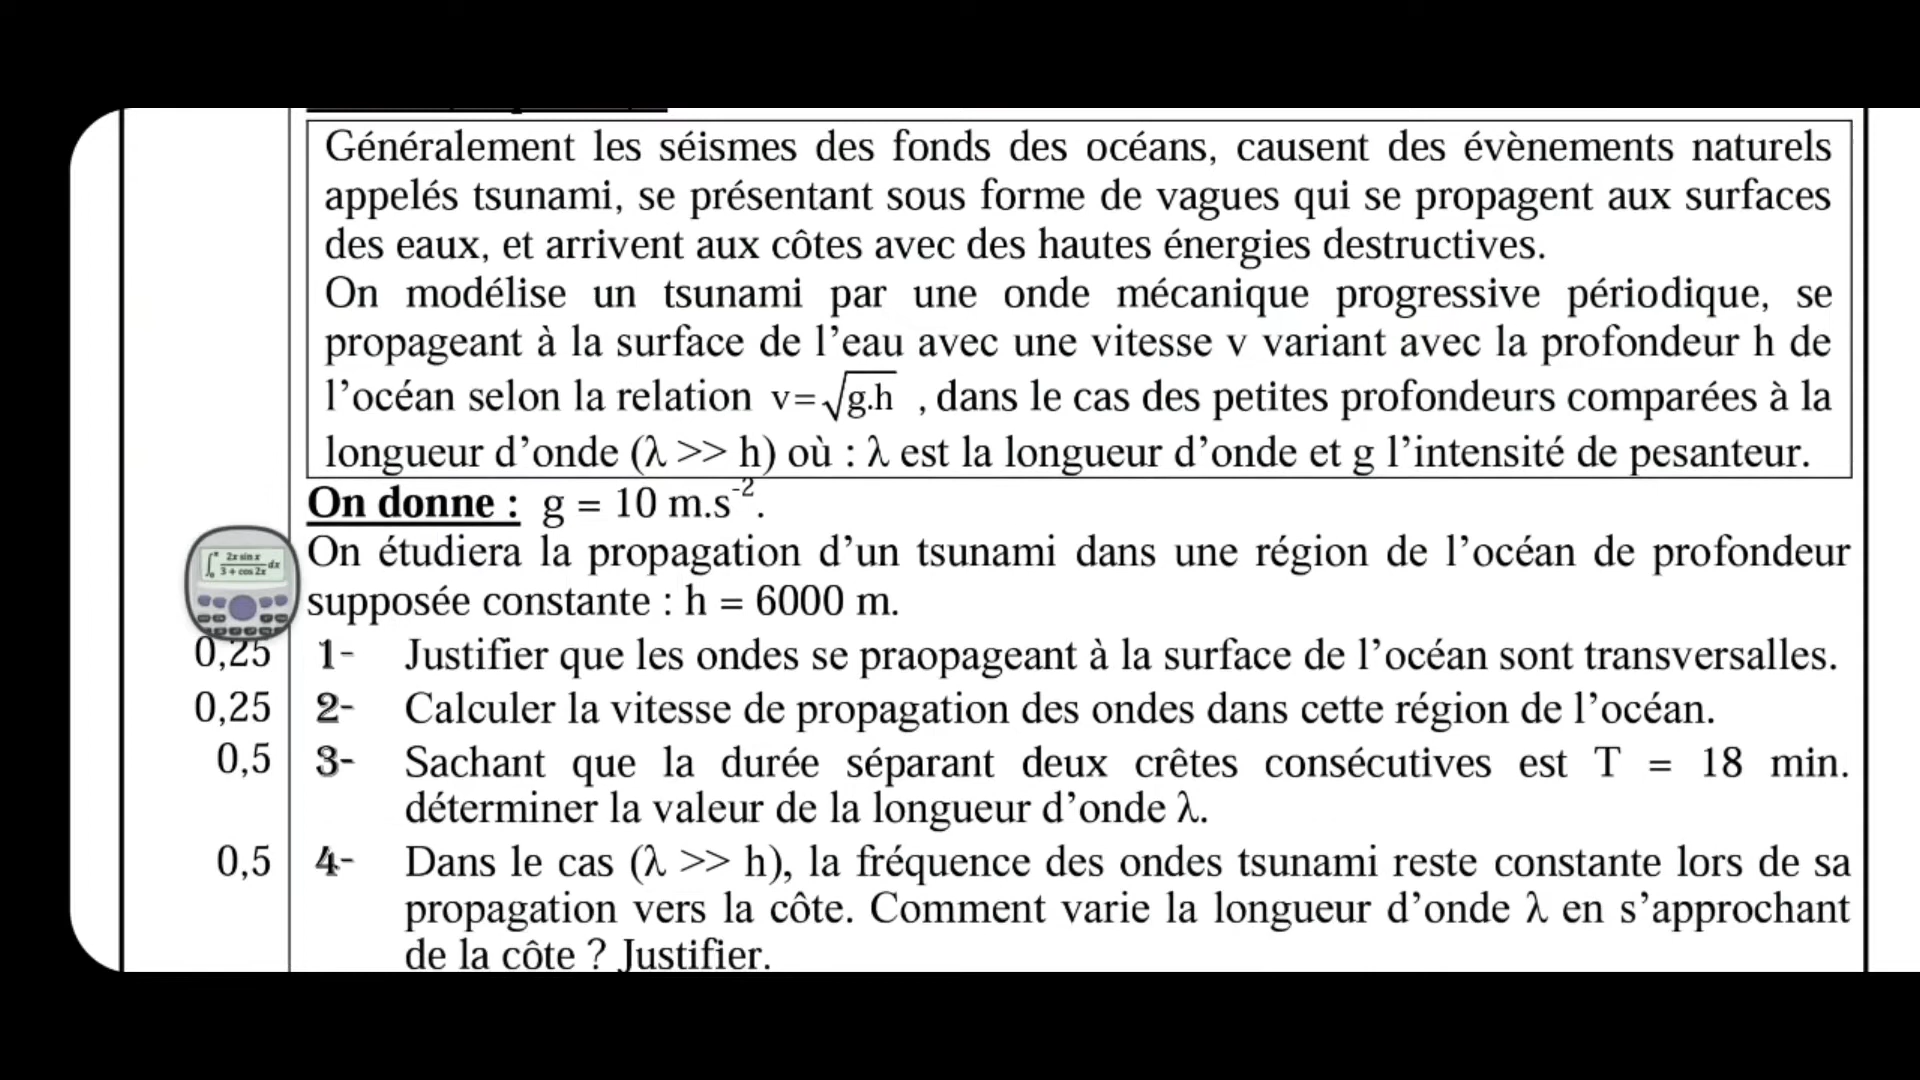 Généralement les séismes des fonds des océans, causent des évènements naturels
appelés tsunami, se présentant sous forme de vagues qui se propagent aux surfaces
des eaux, et arrivent aux côtes avec des hautes énergies destructives.
On modélise un tsunami par une onde mécanique progressive périodique, se
propageant à la surface de l’eau avec une vitesse v variant avec la profondeur h de
l’océan selon la relation v=√g.h , dans le cas des petites profondeurs comparées à la
longueur d’onde (λ >> h) où : λ est la longueur d’onde et g l’intensité de pesanteur.
On donne : g = 10 m.s⁻².
On étudiera la propagation d’un tsunami dans une région de l’océan de profondeur
supposée constante : h = 6000 m.
∫₀^π 2x sin x / 3 + cos 2x dx
0,25 1- Justifier que les ondes se praopageant à la surface de l’océan sont transversalles.
0,25 2- Calculer la vitesse de propagation des ondes dans cette région de l’océan.
0,5 3- Sachant que la durée séparant deux crêtes consécutives est T = 18 min.
déterminer la valeur de la longueur d’onde λ.
0,5 4- Dans le cas (λ >> h), la fréquence des ondes tsunami reste constante lors de sa
propagation vers la côte. Comment varie la longueur d’onde λ en s’approchant
de la côte ? Justifier.